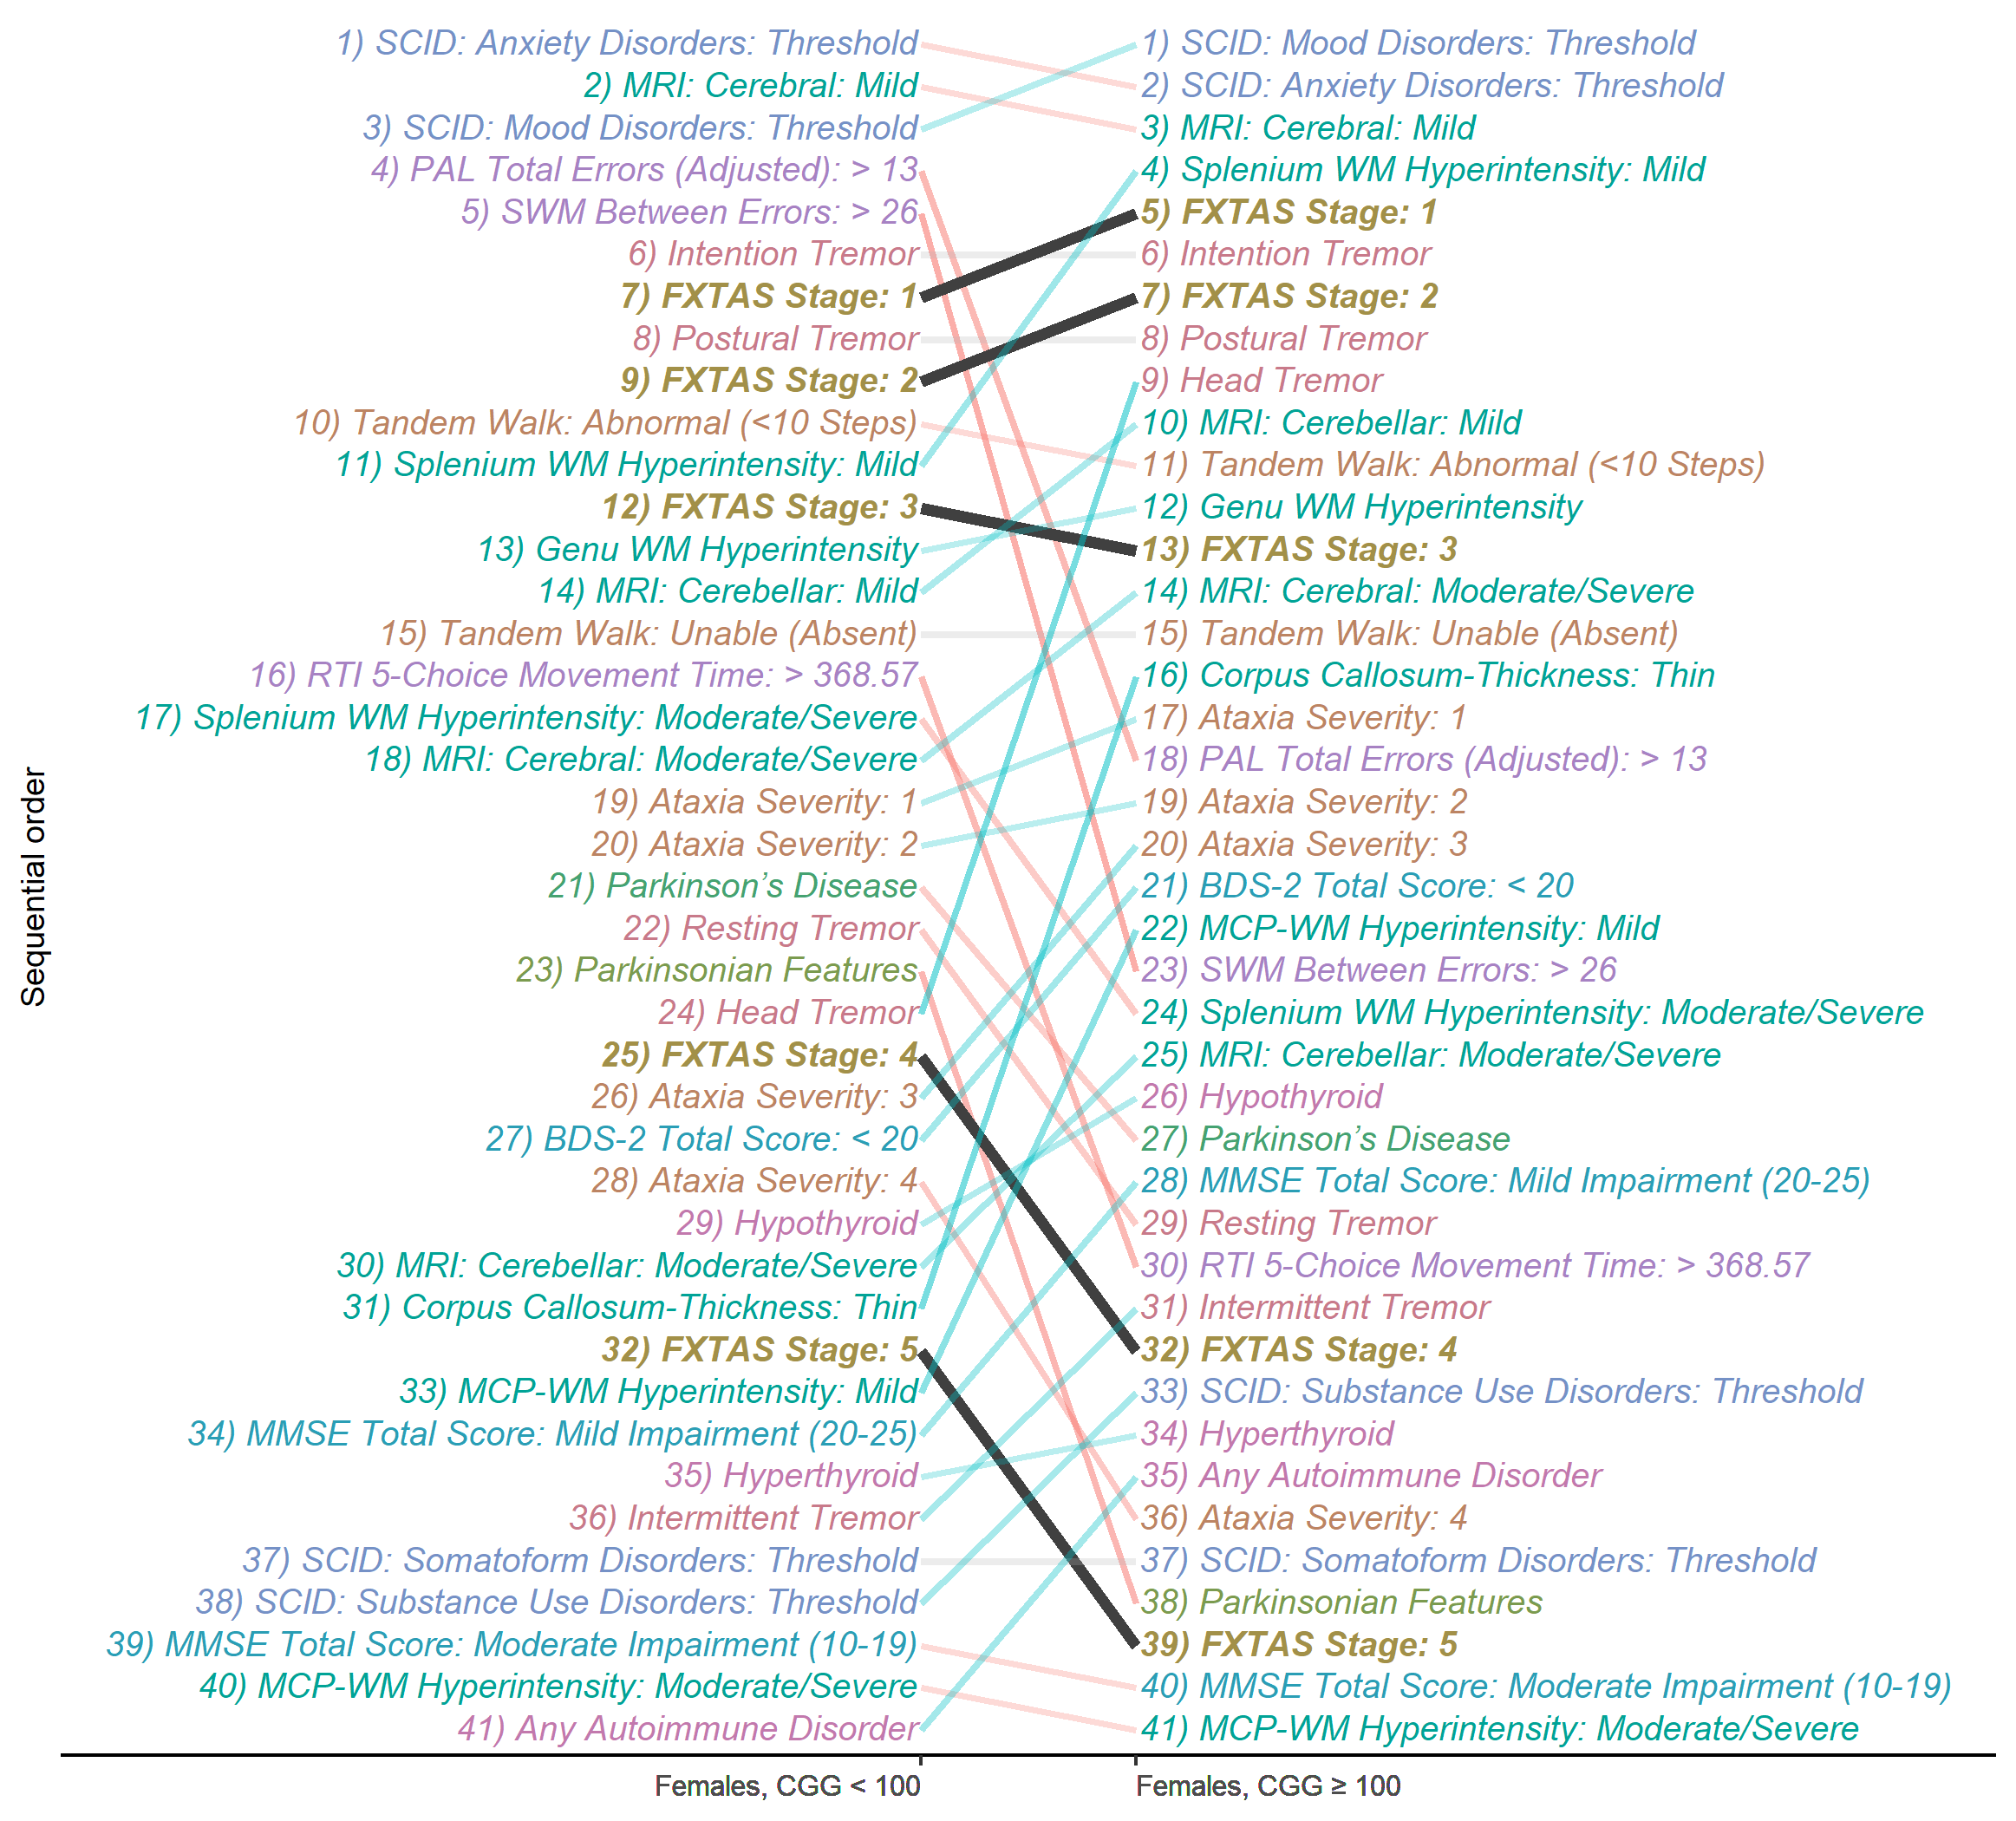 Sequential order
1) SCID: Anxiety Disorders: Threshold
2) MRI: Cerebral: Mild
3) SCID: Mood Disorders: Threshold
4) PAL Total Errors (Adjusted): > 13
5) SWM Between Errors: > 26
6) Intention Tremor
7) FXTAS Stage: 1
8) Postural Tremor
9) FXTAS Stage: 2
10) Tandem Walk: Abnormal (<10 Steps)
11) Splenium WM Hyperintensity: Mild
12) FXTAS Stage: 3
13) Genu WM Hyperintensity
14) MRI: Cerebellar: Mild
15) Tandem Walk: Unable (Absent)
16) RTI 5-Choice Movement Time: > 368.57
17) Splenium WM Hyperintensity: Moderate/Severe
18) MRI: Cerebral: Moderate/Severe
19) Ataxia Severity: 1
20) Ataxia Severity: 2
21) Parkinson’s Disease
22) Resting Tremor
23) Parkinsonian Features
24) Head Tremor
25) FXTAS Stage: 4
26) Ataxia Severity: 3
27) BDS-2 Total Score: < 20
28) Ataxia Severity: 4
29) Hypothyroid
30) MRI: Cerebellar: Moderate/Severe
31) Corpus Callosum-Thickness: Thin
32) FXTAS Stage: 5
33) MCP-WM Hyperintensity: Mild
34) MMSE Total Score: Mild Impairment (20-25)
35) Hyperthyroid
36) Intermittent Tremor
37) SCID: Somatoform Disorders: Threshold
38) SCID: Substance Use Disorders: Threshold
39) MMSE Total Score: Moderate Impairment (10-19)
40) MCP-WM Hyperintensity: Moderate/Severe
41) Any Autoimmune Disorder
Females, CGG < 100
1) SCID: Mood Disorders: Threshold
2) SCID: Anxiety Disorders: Threshold
3) MRI: Cerebral: Mild
4) Splenium WM Hyperintensity: Mild
5) FXTAS Stage: 1
6) Intention Tremor
7) FXTAS Stage: 2
8) Postural Tremor
9) Head Tremor
10) MRI: Cerebellar: Mild
11) Tandem Walk: Abnormal (<10 Steps)
12) Genu WM Hyperintensity
13) FXTAS Stage: 3
14) MRI: Cerebral: Moderate/Severe
15) Tandem Walk: Unable (Absent)
16) Corpus Callosum-Thickness: Thin
17) Ataxia Severity: 1
18) PAL Total Errors (Adjusted): > 13
19) Ataxia Severity: 2
20) Ataxia Severity: 3
21) BDS-2 Total Score: < 20
22) MCP-WM Hyperintensity: Mild
23) SWM Between Errors: > 26
24) Splenium WM Hyperintensity: Moderate/Severe
25) MRI: Cerebellar: Moderate/Severe
26) Hypothyroid
27) Parkinson’s Disease
28) MMSE Total Score: Mild Impairment (20-25)
29) Resting Tremor
30) RTI 5-Choice Movement Time: > 368.57
31) Intermittent Tremor
32) FXTAS Stage: 4
33) SCID: Substance Use Disorders: Threshold
34) Hyperthyroid
35) Any Autoimmune Disorder
36) Ataxia Severity: 4
37) SCID: Somatoform Disorders: Threshold
38) Parkinsonian Features
39) FXTAS Stage: 5
40) MMSE Total Score: Moderate Impairment (10-19)
41) MCP-WM Hyperintensity: Moderate/Severe
Females, CGG ≥ 100